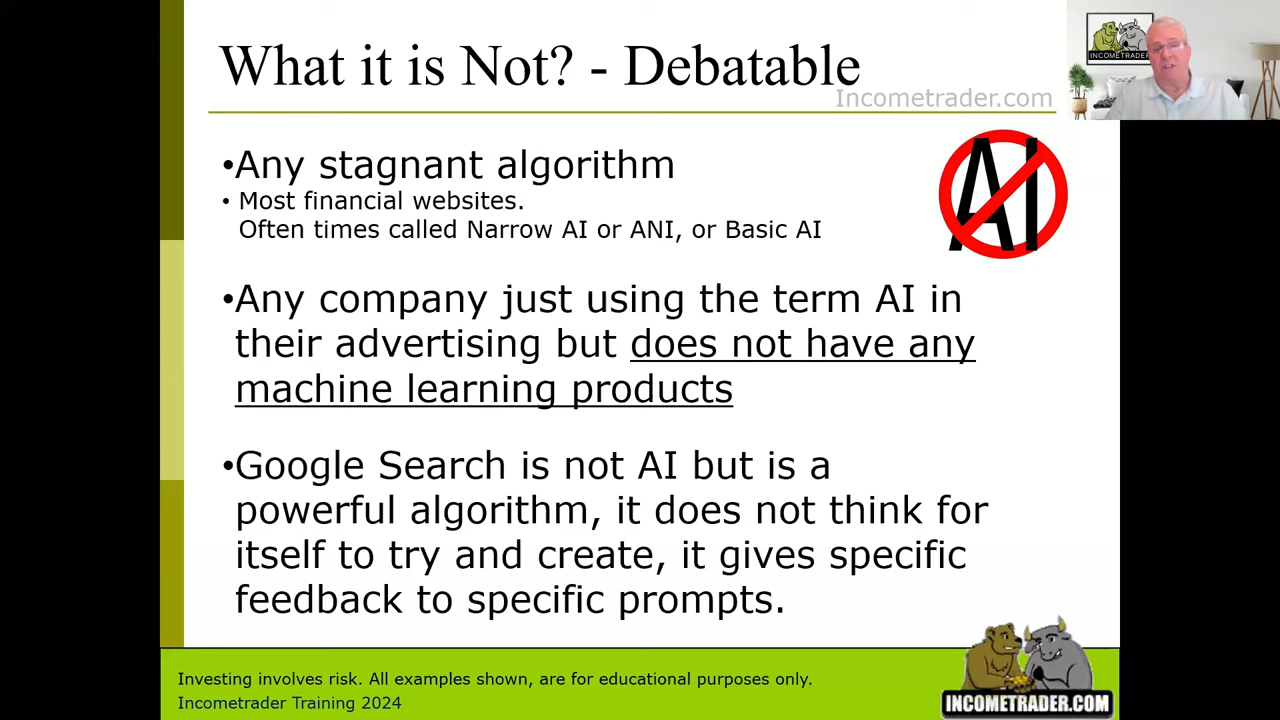 What it is Not? - Debatable
Incometrader.com
INCOMETRADER
•Any stagnant algorithm
• Most financial websites.
Often times called Narrow AI or ANI, or Basic AI
AI
•Any company just using the term AI in
their advertising but does not have any
machine learning products
•Google Search is not AI but is a
powerful algorithm, it does not think for
itself to try and create, it gives specific
feedback to specific prompts.
Investing involves risk. All examples shown, are for educational purposes only.
Incometrader Training 2024
INCOMETRADER.COM